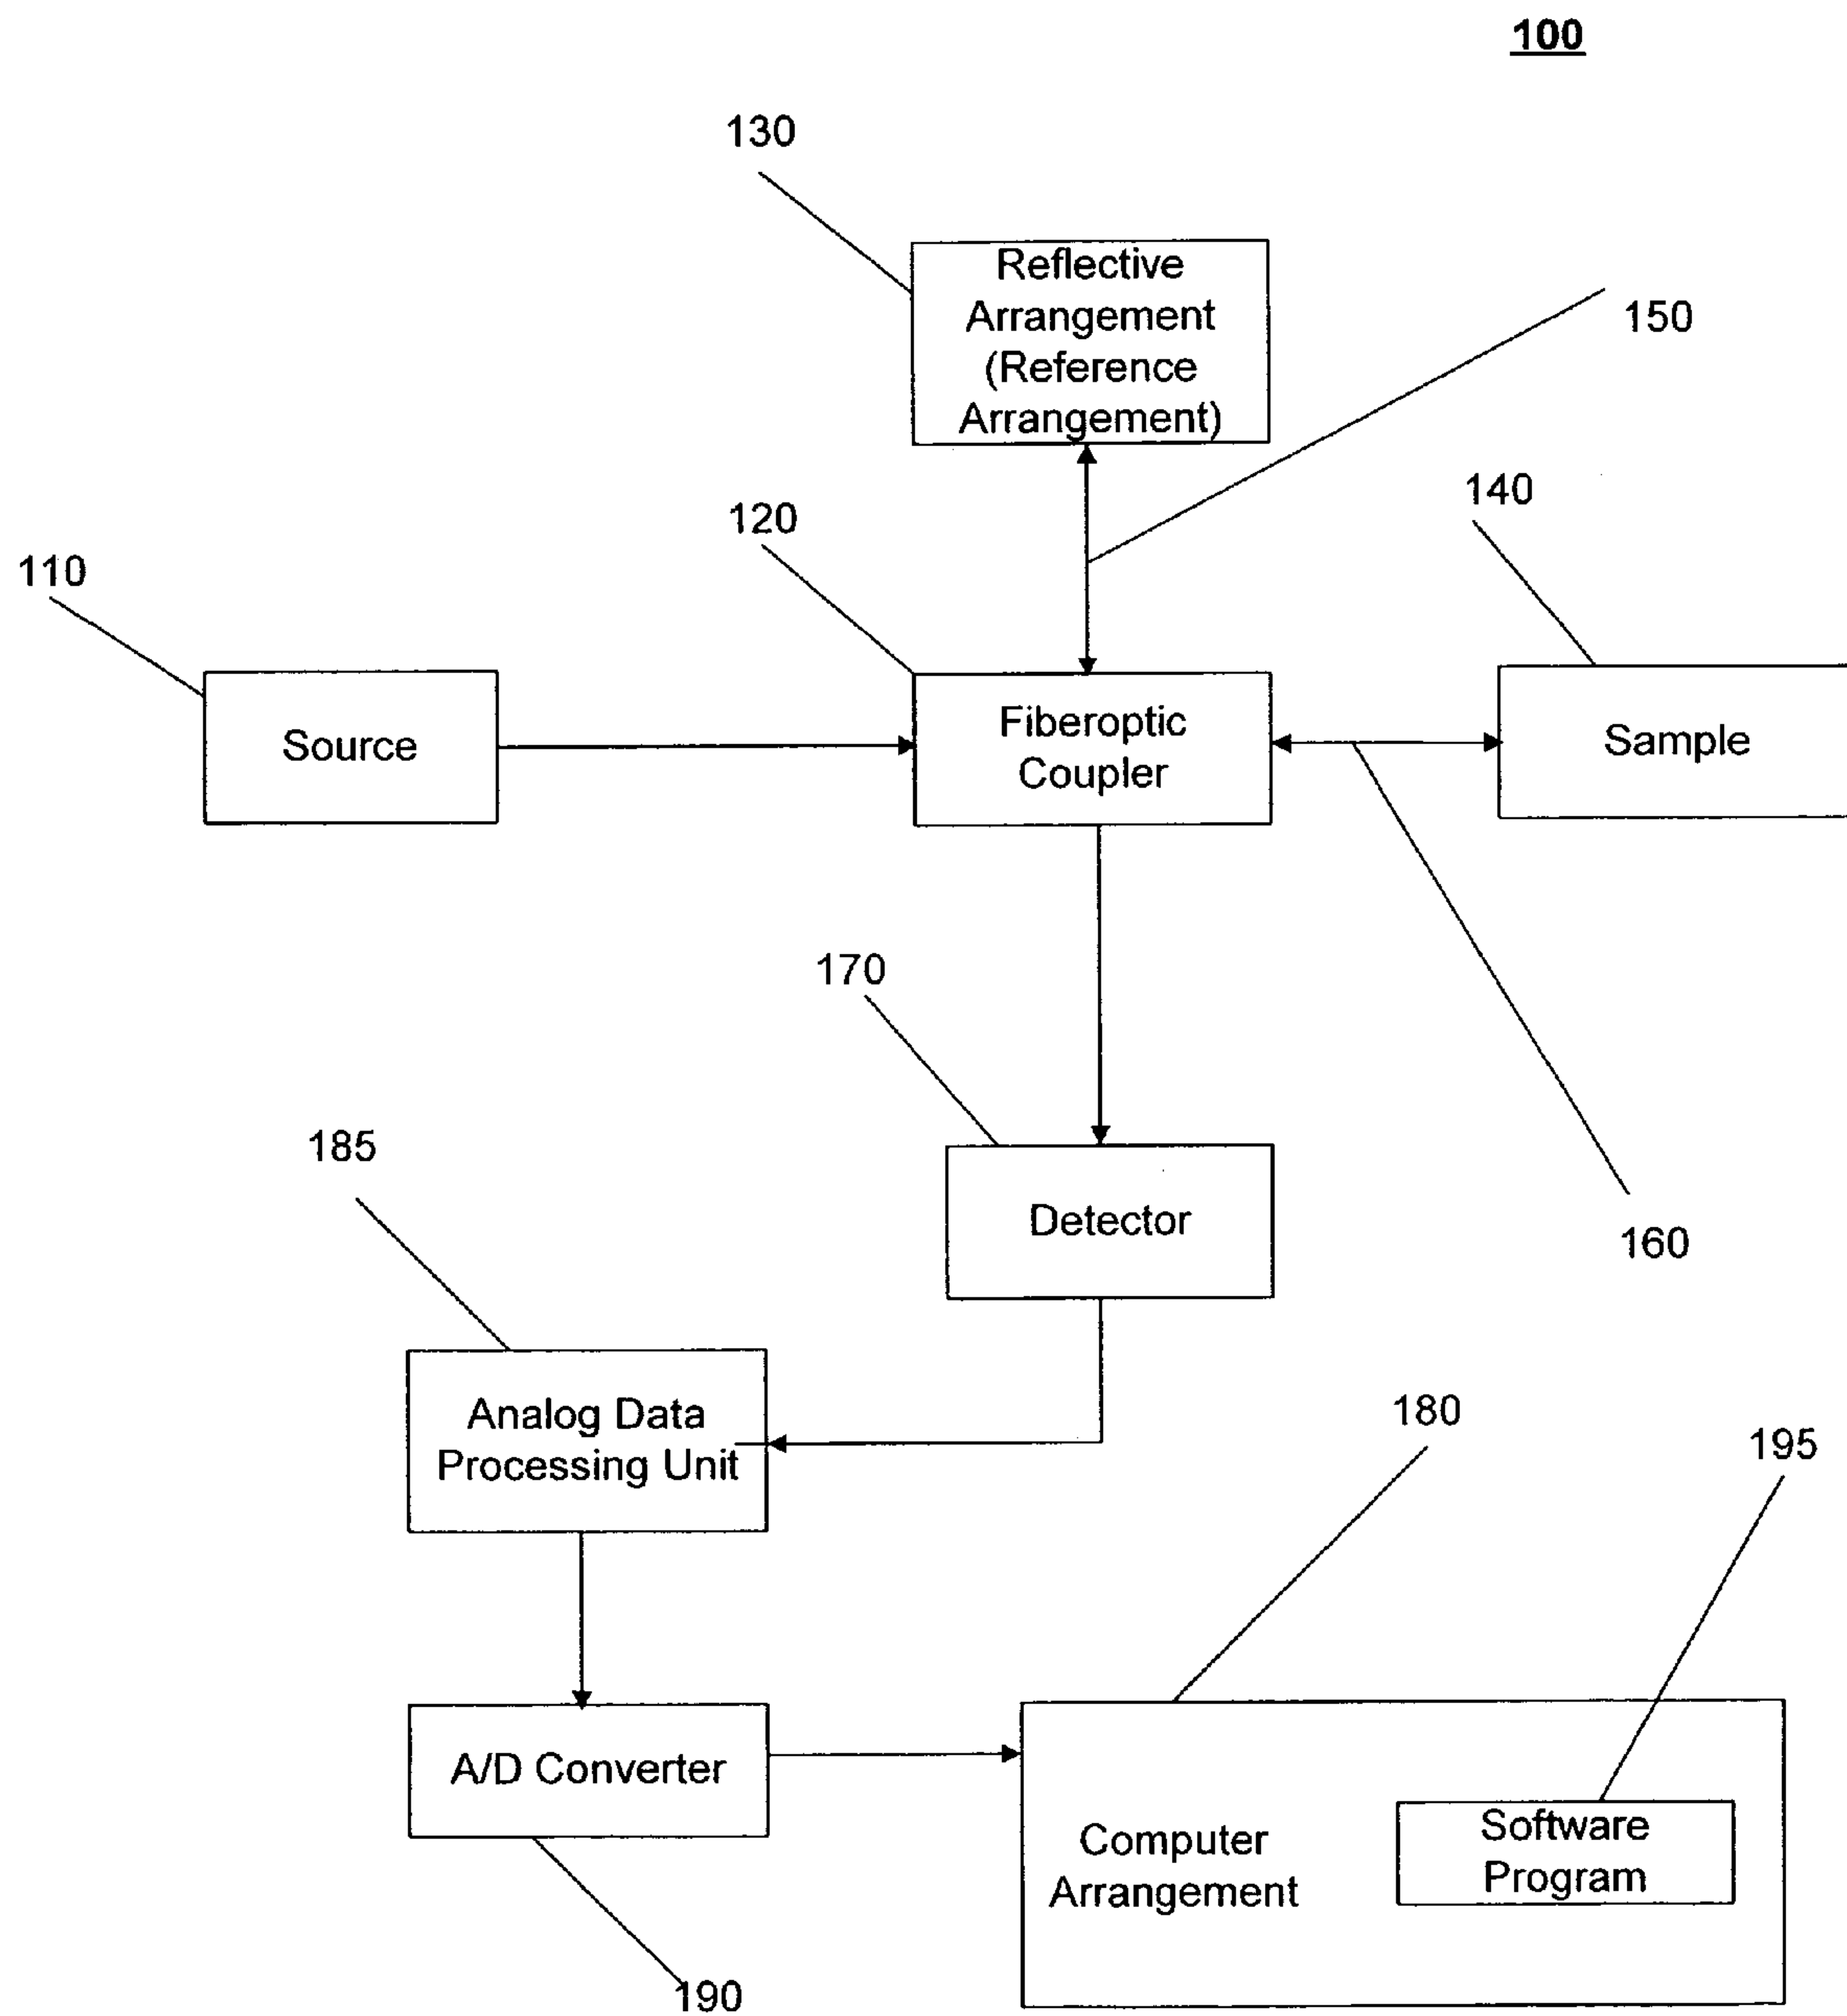 100
130
Reflective
Arrangement
(Reference
Arrangement)
150
120
140
110
Fiberoptic
Coupler
Source
Sample
170
185
Detector
160
Analog Data
Processing Unit
180
195
A/D Converter
Computer
Arrangement
Software
Program
190